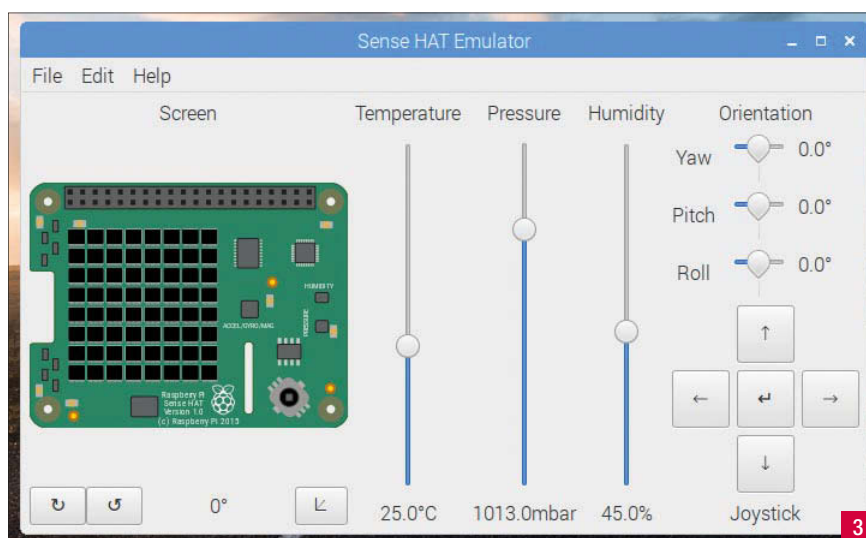 Sense HAT Emulator
File Edit Help
Screen
Temperature
Pressure
Humidity
Orientation
Yaw
0.0°
Pitch
0.0°
Roll
0.0°
HUMIDITY
PRESSURE
ACCEL/GYRO/MAG
Raspberry Pi
Sense HAT
Version 1.0
(c) Raspberry Pi 2015
0°
25.0°C
1013.0mbar
45.0%
Joystick
3